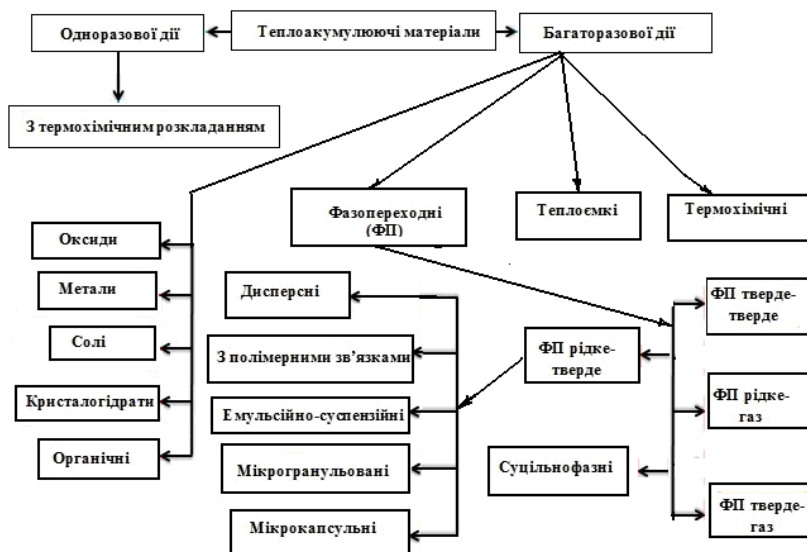 Одноразової дії
Теплоакумулюючі матеріали
Багаторазової дії
З термохімічним розкладанням
Фазопереходні
(ФП)
Теплоємкі
Термохімічні
Оксиди
Метали
Солі
Кристалогідрати
Органічні
Дисперсні
З полімерними зв’язками
Емульсійно-суспензійні
Мікрогранульовані
Мікрокапсульні
ФП рідке-
тверде
Суцільнофазні
ФП тверде-
тверде
ФП рідке-
газ
ФП тверде-
газ